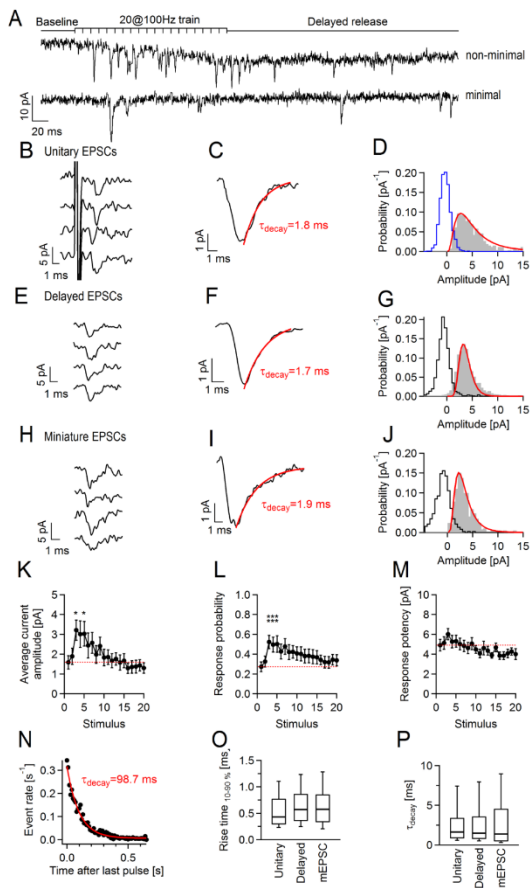 A
Baseline 20@100Hz train Delayed release
non-minimal
minimal
10 pA
20 ms
B Unitary EPSCs
5 pA
1 ms
C
τdecay=1.8 ms
1 pA
1 ms
D
Probability [pA-1]
0.20
0.15
0.10
0.05
0.00
0 5 10 15
Amplitude [pA]
E Delayed EPSCs
5 pA
1 ms
F
τdecay=1.7 ms
1 pA
1 ms
G
Probability [pA-1]
0.20
0.15
0.10
0.05
0.00
0 5 10 15
Amplitude [pA]
H Miniature EPSCs
5 pA
1 ms
I
τdecay=1.9 ms
1 pA
1 ms
J
Probability [pA-1]
0.20
0.15
0.10
0.05
0.00
0 5 10 15
Amplitude [pA]
K
Average current
amplitude [pA]
4
3
2
1
0
* *
0 5 10 15 20
Stimulus
L
Response probability
1.0
0.8
0.6
0.4
0.2
0.0
***
***
0 5 10 15 20
Stimulus
M
Response potency [pA]
8
6
4
2
0
0 5 10 15 20
Stimulus
N
Event rate [s-1]
0.3
0.2
0.1
0.00
τdecay=98.7 ms
0.0 0.5
Time after last pulse [s]
O
Rise time 10-90 % [ms]
1.5
1.0
0.5
0.0
Unitary
Delayed
mEPSC
P
τdecay
[ms]
10
5
0
Unitary
Delayed
mEPSC